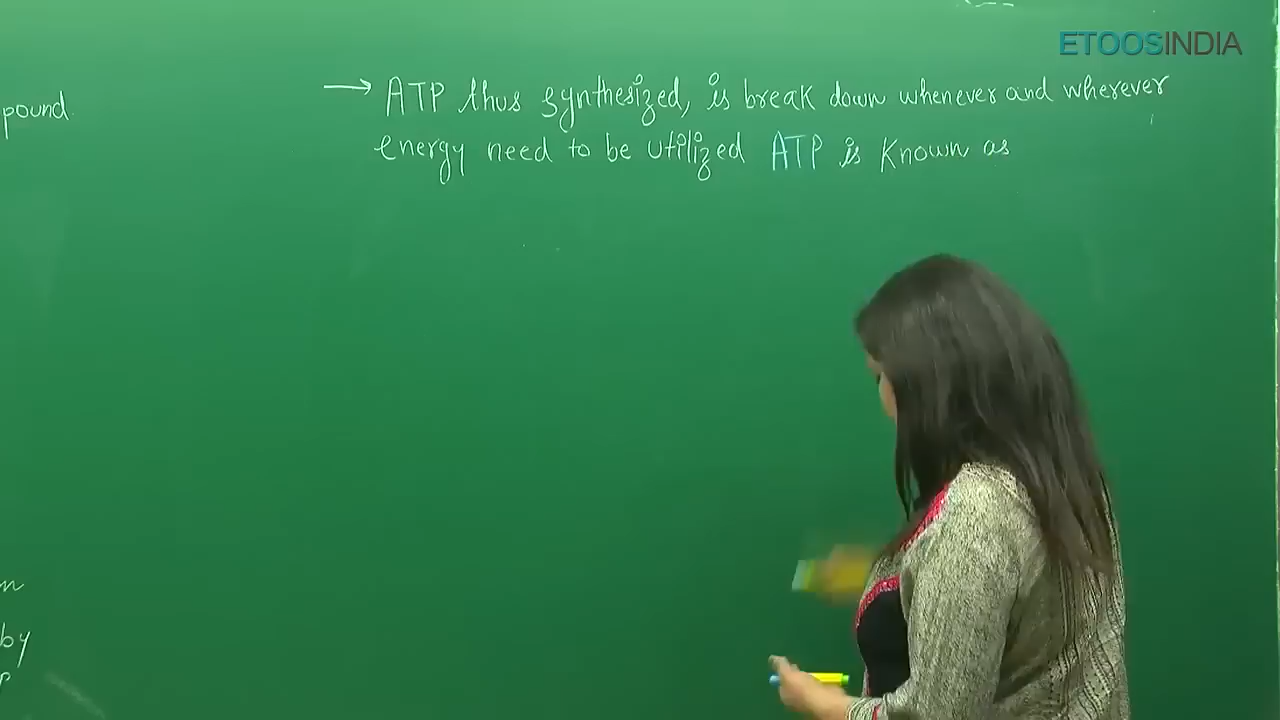 ETOOSINDIA
pound.
→ ATP thus synthesized, is break down whenever and wherever
energy need to be utilized ATP is Known as
by